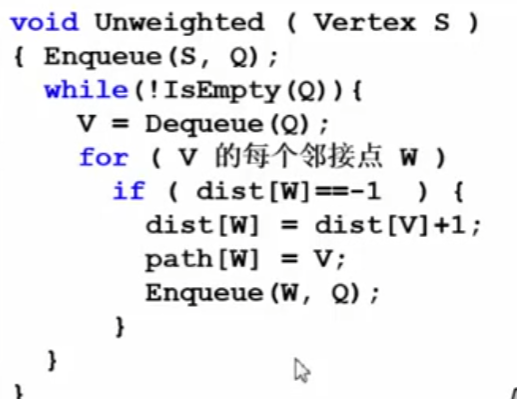 void Unweighted ( Vertex S )
{ Enqueue(S, Q);
while(!IsEmpty(Q)){
V = Dequeue(Q);
for ( V 的每个邻接点 W )
if ( dist[W]==-1 ) {
dist[W] = dist[V]+1;
path[W] = V;
Enqueue(W, Q);
}
}
}